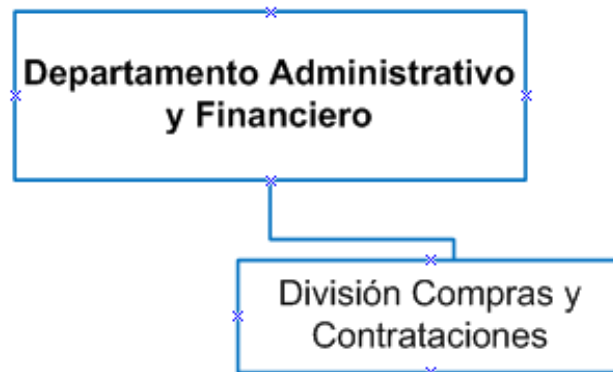 Departamento Administrativo
y Financiero
División Compras y
Contrataciones